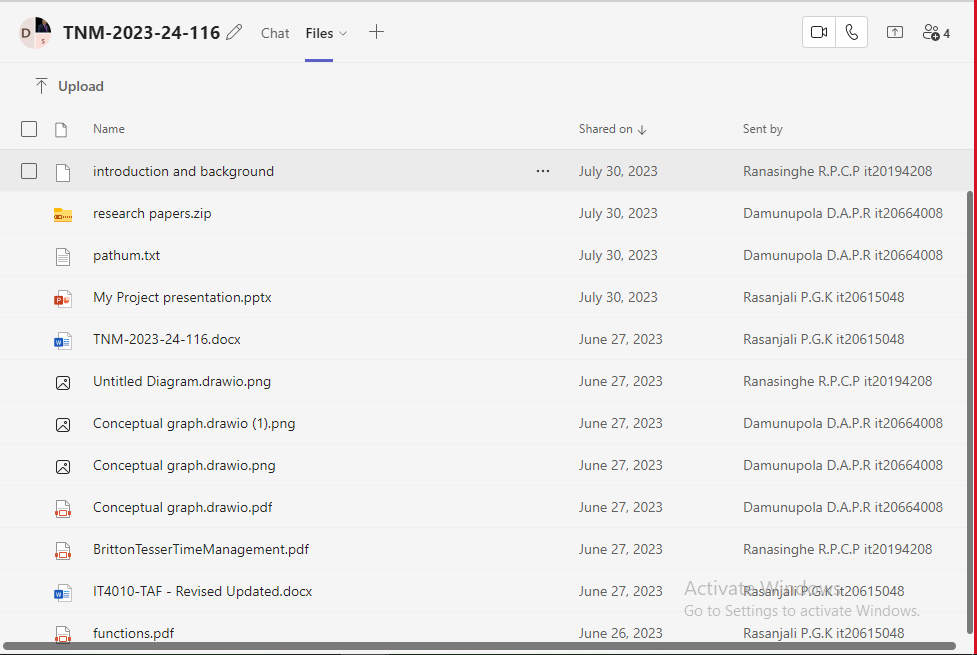 D
S
TNM-2023-24-116 Chat Files 4
Upload
Name Shared on Sent by
introduction and background ... July 30, 2023 Ranasinghe R.P.C.P it20194208
research papers.zip July 30, 2023 Damunupola D.A.P.R it20664008
pathum.txt July 30, 2023 Damunupola D.A.P.R it20664008
My Project presentation.pptx July 30, 2023 Rasanjali P.G.K it20615048
TNM-2023-24-116.docx June 27, 2023 Rasanjali P.G.K it20615048
Untitled Diagram.drawio.png June 27, 2023 Ranasinghe R.P.C.P it20194208
Conceptual graph.drawio (1).png June 27, 2023 Damunupola D.A.P.R it20664008
Conceptual graph.drawio.png June 27, 2023 Damunupola D.A.P.R it20664008
Conceptual graph.drawio.pdf June 27, 2023 Damunupola D.A.P.R it20664008
BrittonTesserTimeManagement.pdf June 27, 2023 Ranasinghe R.P.C.P it20194208
IT4010-TAF - Revised Updated.docx June 27, 2023 Rasanjali P.G.K it20615048
Activate Windows
Go to Settings to activate Windows.
functions.pdf June 26, 2023 Rasanjali P.G.K it20615048